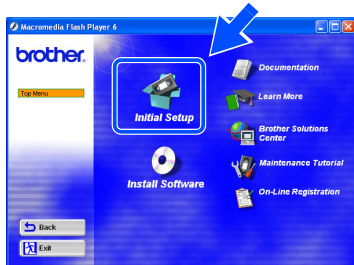 Macromedia Flash Player 6
brother
Top Menu
Initial Setup
Install Software
Documentation
Learn More
Brother Solutions
Center
Maintenance Tutorial
On-Line Registration
Back
Exit